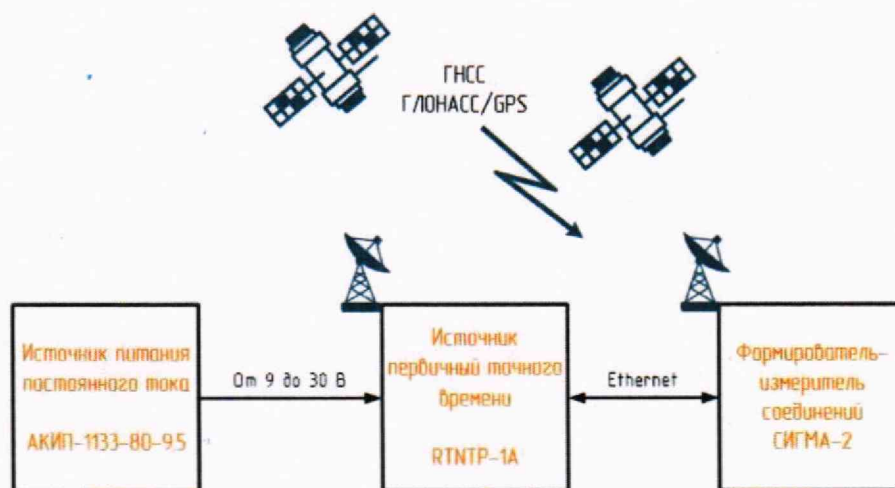 ГНСС
ГЛОНАСС/GPS
Источник питания
постоянного тока
АКИП-1133-80-9.5
От 9 до 30 В
Источник
первичный точного
времени
RTNTP-1A
Ethernet
Формирователь-
измеритель
соединений
СИГМА-2